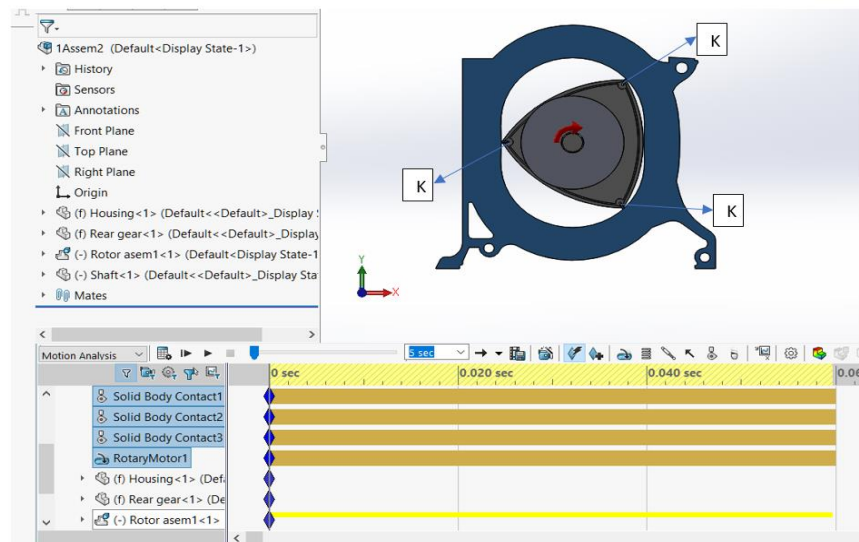 1Assem2 (Default<Display State-1>)
History
Sensors
Annotations
Front Plane
Top Plane
Right Plane
Origin
(f) Housing<1> (Default<<Default>_Display
(f) Rear gear<1> (Default<<Default>_Display
(-) Rotor asem1<1> (Default<Display State-1
(-) Shaft<1> (Default<<Default>_Display Sta
Mates
K
K
K
Y
X
Motion Analysis
5 sec
0 sec
0.020 sec
0.040 sec
0.06
Solid Body Contact1
Solid Body Contact2
Solid Body Contact3
RotaryMotor1
(f) Housing<1> (Defa
(f) Rear gear<1> (De
(-) Rotor asem1<1>